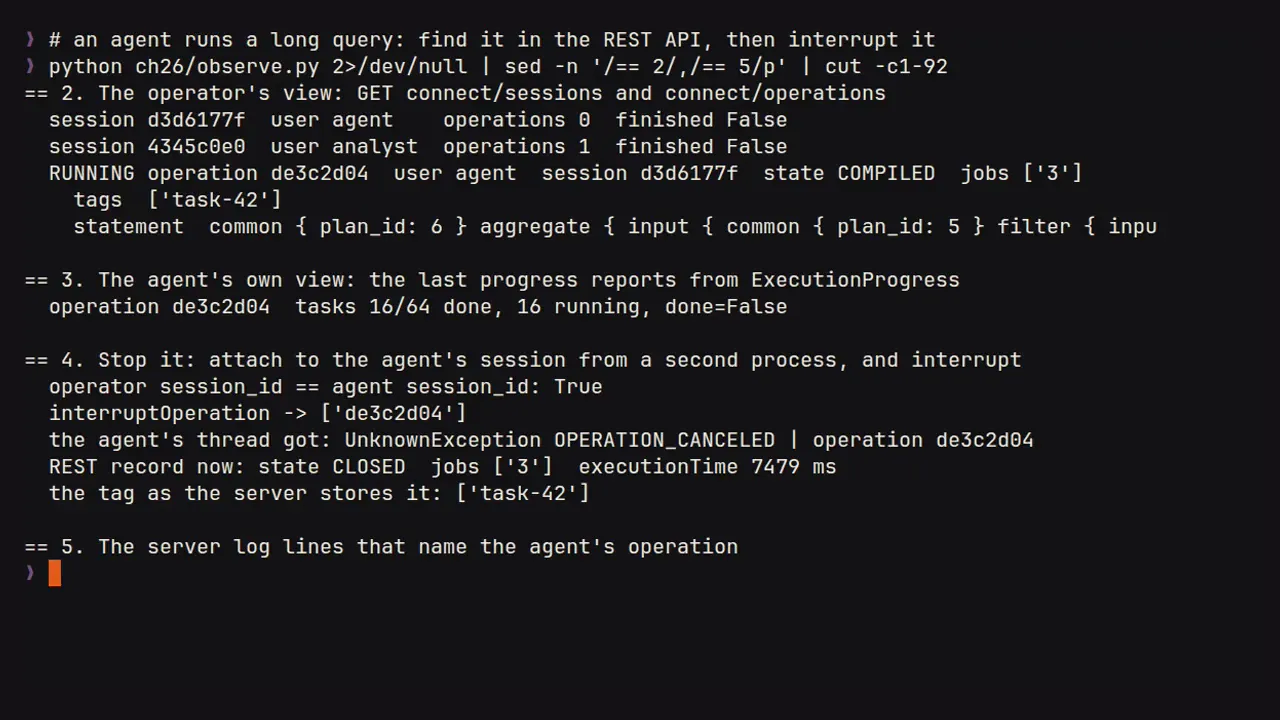 ❯ # an agent runs a long query: find it in the REST API, then interrupt it
❯ python ch26/observe.py 2>/dev/null | sed -n '/== 2/,/== 5/p' | cut -c1-92
== 2. The operator's view: GET connect/sessions and connect/operations
  session d3d6177f  user agent    operations 0  finished False
  session 4345c0e0  user analyst  operations 1  finished False
  RUNNING operation de3c2d04  user agent  session d3d6177f  state COMPILED  jobs ['3']
    tags  ['task-42']
    statement  common { plan_id: 6 } aggregate { input { common { plan_id: 5 } filter { inpu
== 3. The agent's own view: the last progress reports from ExecutionProgress
  operation de3c2d04  tasks 16/64 done, 16 running, done=False
== 4. Stop it: attach to the agent's session from a second process, and interrupt
  operator session_id == agent session_id: True
  interruptOperation -> ['de3c2d04']
  the agent's thread got: UnknownException OPERATION_CANCELED | operation de3c2d04
  REST record now: state CLOSED  jobs ['3']  executionTime 7479 ms
  the tag as the server stores it: ['task-42']
== 5. The server log lines that name the agent's operation
❯